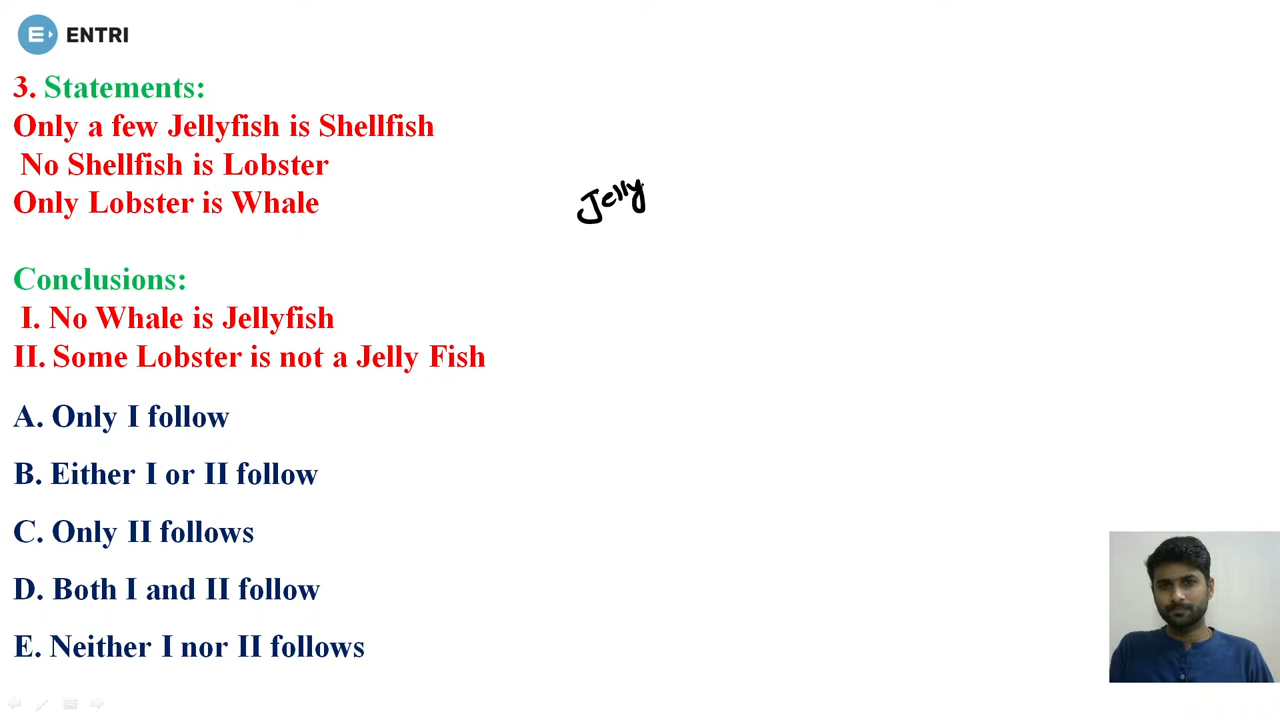 ENTRI
3. Statements:
Only a few Jellyfish is Shellfish
No Shellfish is Lobster
Only Lobster is Whale
Jelly
Conclusions:
I. No Whale is Jellyfish
II. Some Lobster is not a Jelly Fish
A. Only I follow
B. Either I or II follow
C. Only II follows
D. Both I and II follow
E. Neither I nor II follows